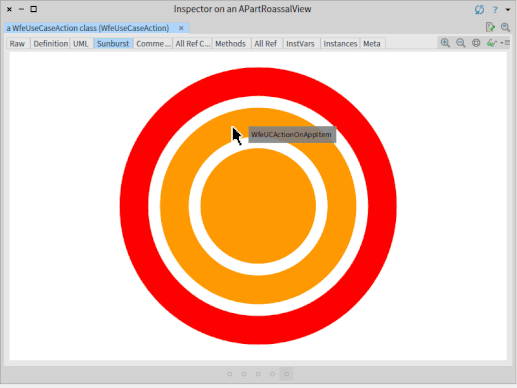 Inspector on an APartRoassalView
?
a WfeUseCaseAction class (WfeUseCaseAction) ×
Raw Definition UML Sunburst Comme ... All Ref C... Methods All Ref InstVars Instances Meta
WfeUCActionOnAppItem